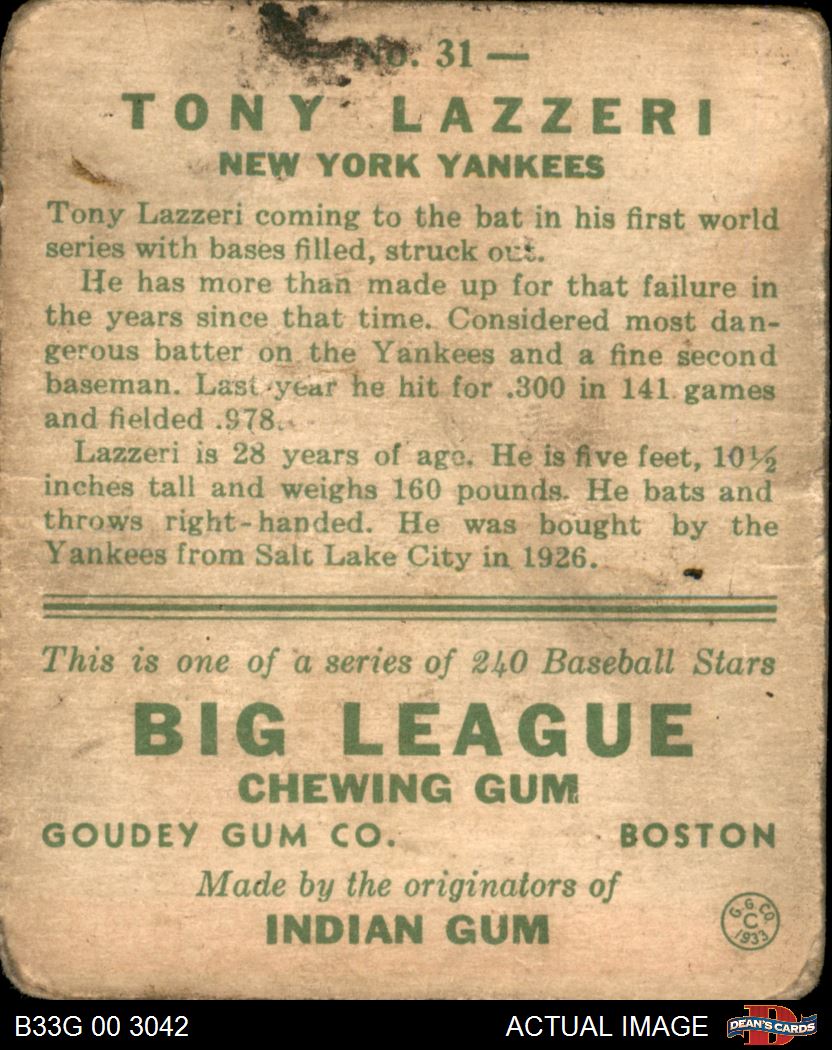 No. 31 —
TONY LAZZERI
NEW YORK YANKEES
Tony Lazzeri coming to the bat in his first world
series with bases filled, struck out.
He has more than made up for that failure in
the years since that time. Considered most dan-
gerous batter on the Yankees and a fine second
baseman. Last year he hit for .300 in 141 games
and fielded .978.
Lazzeri is 28 years of age. He is five feet, 10½
inches tall and weighs 160 pounds. He bats and
throws right-handed. He was bought by the
Yankees from Salt Lake City in 1926.
This is one of a series of 240 Baseball Stars
BIG LEAGUE
CHEWING GUM
GOUDEY GUM CO. BOSTON
Made by the originators of
INDIAN GUM
G. G. CO.
C
1933
B33G 00 3042 ACTUAL IMAGE D DEAN'S CARDS